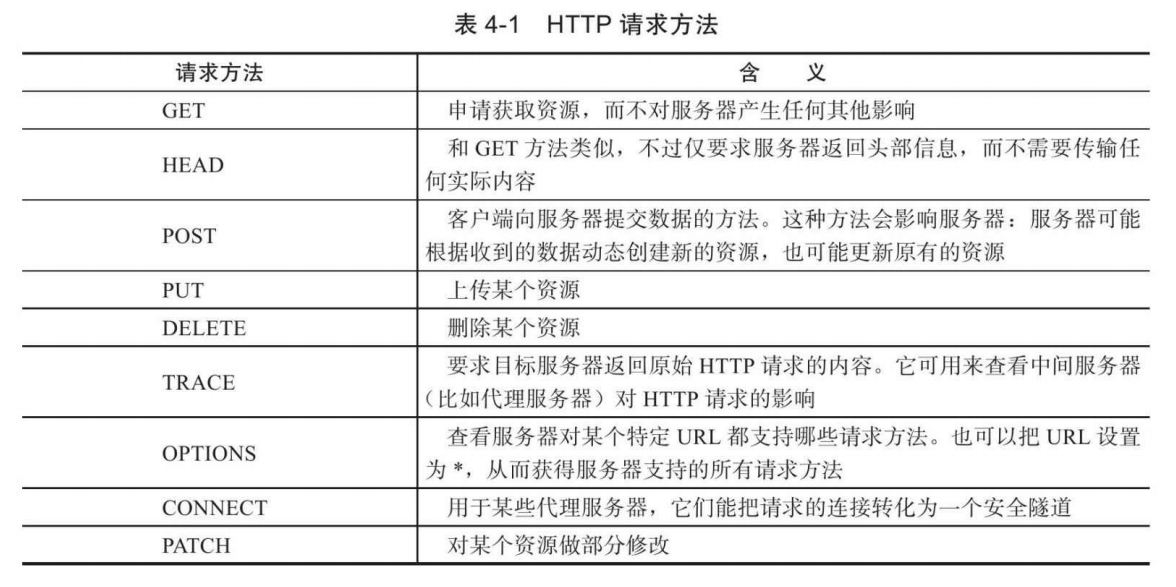 表 4-1 HTTP 请求方法
请求方法 含 义
GET 申请获取资源，而不对服务器产生任何其他影响
HEAD 和 GET 方法类似，不过仅要求服务器返回头部信息，而不需要传输任
何实际内容
POST 客户端向服务器提交数据的方法。这种方法会影响服务器：服务器可能
根据收到的数据动态创建新的资源，也可能更新原有的资源
PUT 上传某个资源
DELETE 删除某个资源
TRACE 要求目标服务器返回原始 HTTP 请求的内容。它可用来查看中间服务器
（比如代理服务器）对 HTTP 请求的影响
OPTIONS 查看服务器对某个特定 URL 都支持哪些请求方法。也可以把 URL 设置
为 *，从而获得服务器支持的所有请求方法
CONNECT 用于某些代理服务器，它们能把请求的连接转化为一个安全隧道
PATCH 对某个资源做部分修改